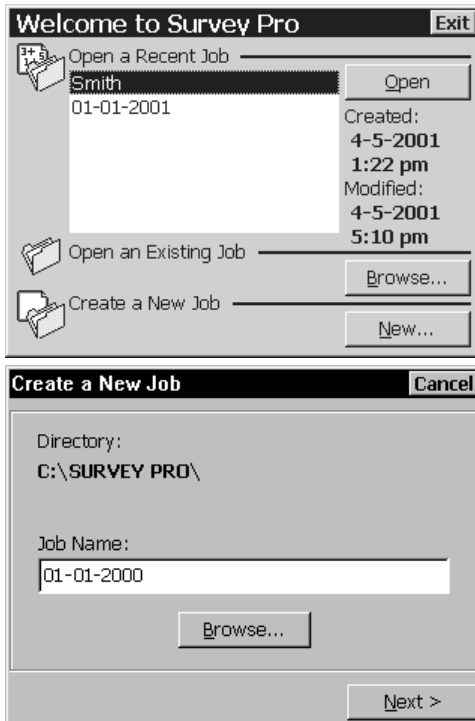 Welcome to Survey Pro
Exit
Open a Recent Job
Smith
01-01-2001
Open
Created:
4-5-2001
1:22 pm
Modified:
4-5-2001
5:10 pm
Open an Existing Job
Browse...
Create a New Job
New...
Create a New Job
Cancel
Directory:
C:\SURVEY PRO\
Job Name:
01-01-2000
Browse...
Next >